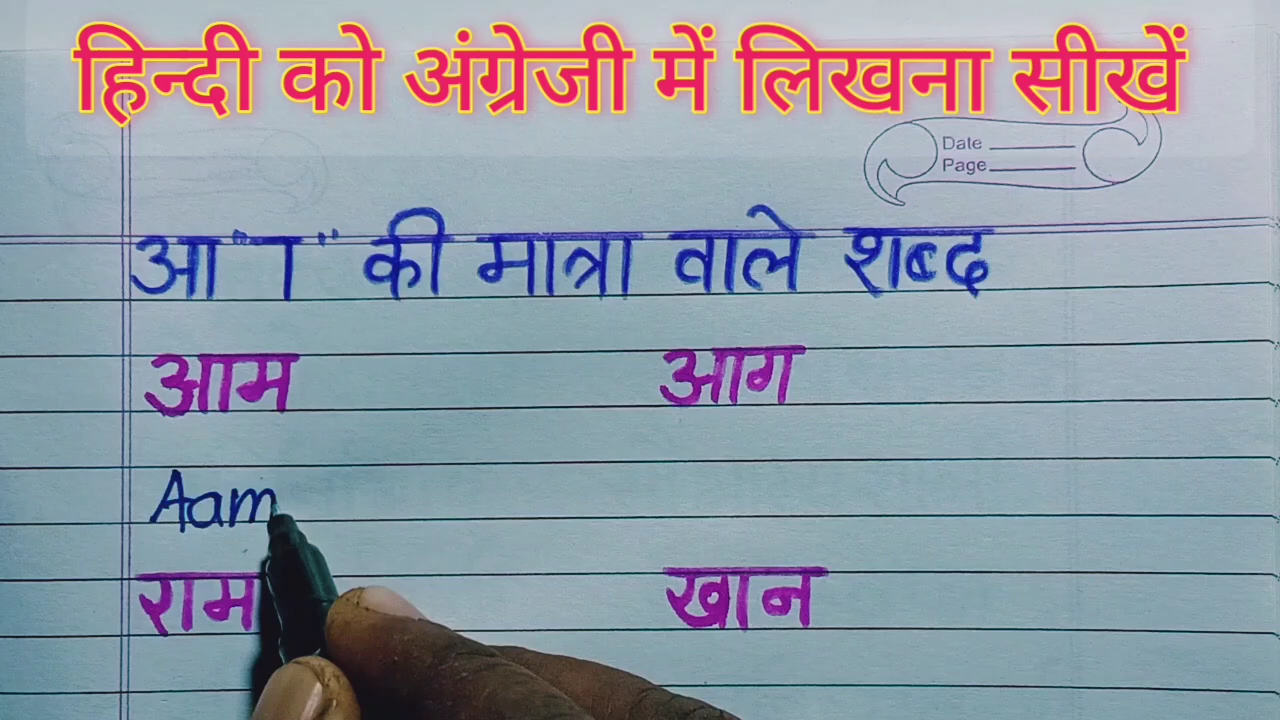 हिन्दी को अंग्रेजी में लिखना सीखें
Date
Page
आ "ा" की मात्रा वाले शब्द
आम आग
Aam
राम खान